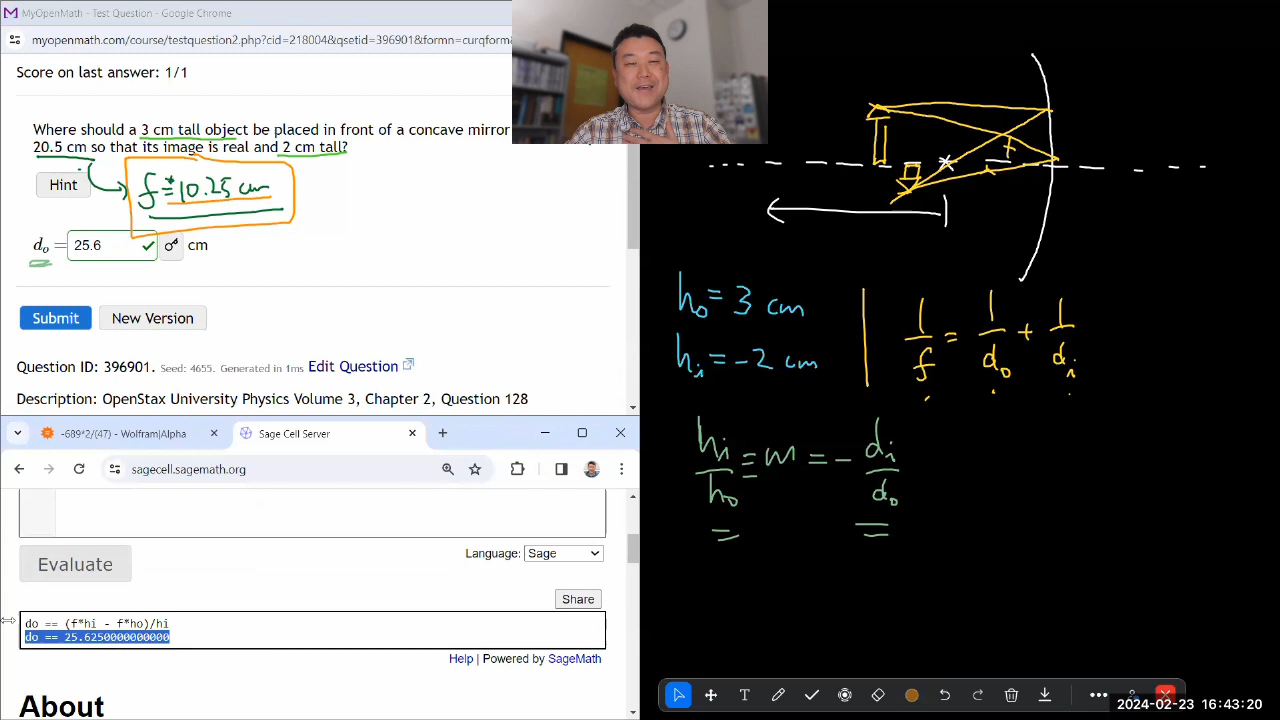 MyOpenMath - Test Question - Google Chrome
myopenmath.com/course/testquestion2.php?cid=218004&qsetid=396901&formn=curqform
Score on last answer: 1/1
Where should a 3 cm tall object be placed in front of a concave mirror
20.5 cm so that its image is real and 2 cm tall?
Hint
f = +10.25 cm
do = 25.6 cm
Submit
New Version
Question ID: 396901. Seed: 4655. Generated in 1ms Edit Question
Description: OpenStax University Physics Volume 3, Chapter 2, Question 128
-689*2/(47) - Wolfram|Alpha
Sage Cell Server
sagecell.sagemath.org
Language: Sage
Evaluate
Share
do == (f*hi - f*ho)/hi
do == 25.6250000000000
Help | Powered by SageMath
About
f
ho = 3 cm
hi = -2 cm
1/f = 1/do + 1/di
hi/ho = m = - di/do
T
2024-02-23 16:43:20